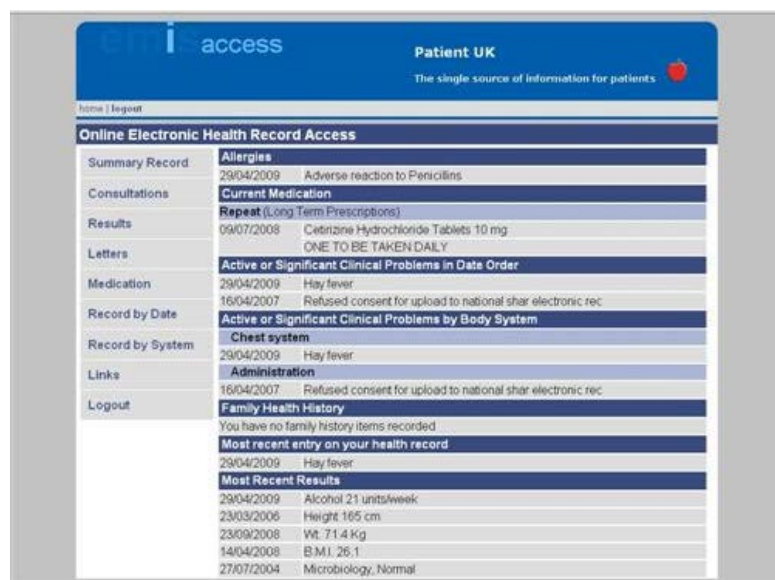 emis access
Patient UK
The single source of information for patients
home | logout
Online Electronic Health Record Access
Summary Record
Consultations
Results
Letters
Medication
Record by Date
Record by System
Links
Logout
Allergies
29/04/2009 Adverse reaction to Penicillins
Current Medication
Repeat (Long Term Prescriptions)
09/07/2008 Cetirizine Hydrochloride Tablets 10 mg
ONE TO BE TAKEN DAILY
Active or Significant Clinical Problems in Date Order
29/04/2009 Hay fever
16/04/2007 Refused consent for upload to national shar electronic rec
Active or Significant Clinical Problems by Body System
Chest system
29/04/2009 Hay fever
Administration
16/04/2007 Refused consent for upload to national shar electronic rec
Family Health History
You have no family history items recorded
Most recent entry on your health record
29/04/2009 Hay fever
Most Recent Results
29/04/2009 Alcohol 21 units/week
23/03/2006 Height 165 cm
23/09/2008 Wt. 71.4 Kg
14/04/2008 B.M.I. 26.1
27/07/2004 Microbiology, Normal